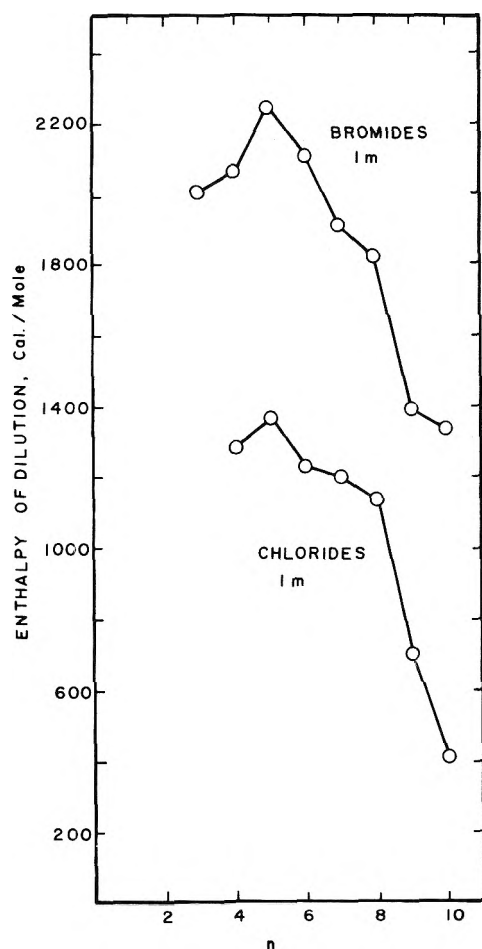 ENTHALPY OF DILUTION, Cal./Mole
2200
1800
1400
1000
600
200
BROMIDES
1 m
CHLORIDES
1 m
2 4 6 8 10
n